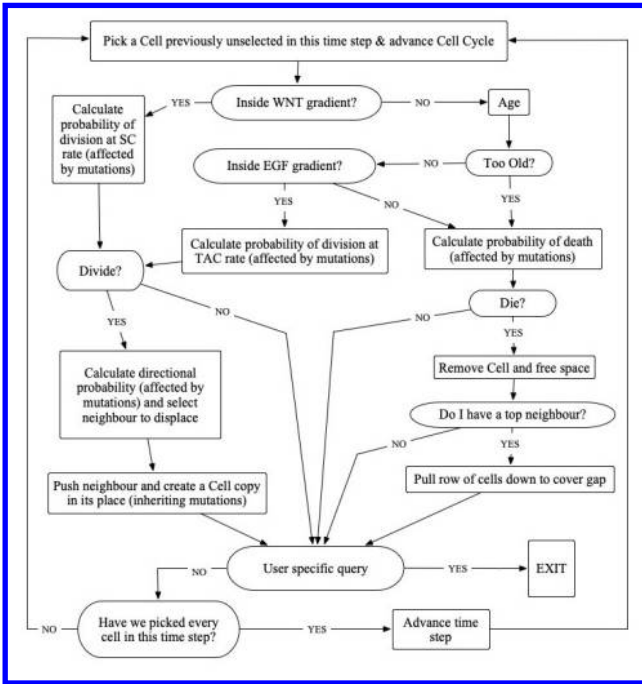 Pick a Cell previously unselected in this time step & advance Cell Cycle
YES
Inside WNT gradient?
NO
Age
Calculate
probability of
division at SC
rate (affected
by mutations)
Inside EGF gradient?
NO
Too Old?
YES
NO
YES
Calculate probability of division at
TAC rate (affected by mutations)
Calculate probability of death
(affected by mutations)
Divide?
NO
YES
NO
Die?
YES
Calculate directional
probability (affected by
mutations) and select
neighbour to displace
Remove Cell and free space
Do I have a top neighbour?
NO
YES
Push neighbour and create a Cell copy
in its place (inheriting mutations)
Pull row of cells down to cover gap
NO
User specific query
YES
EXIT
NO
Have we picked every
cell in this time step?
YES
Advance time
step